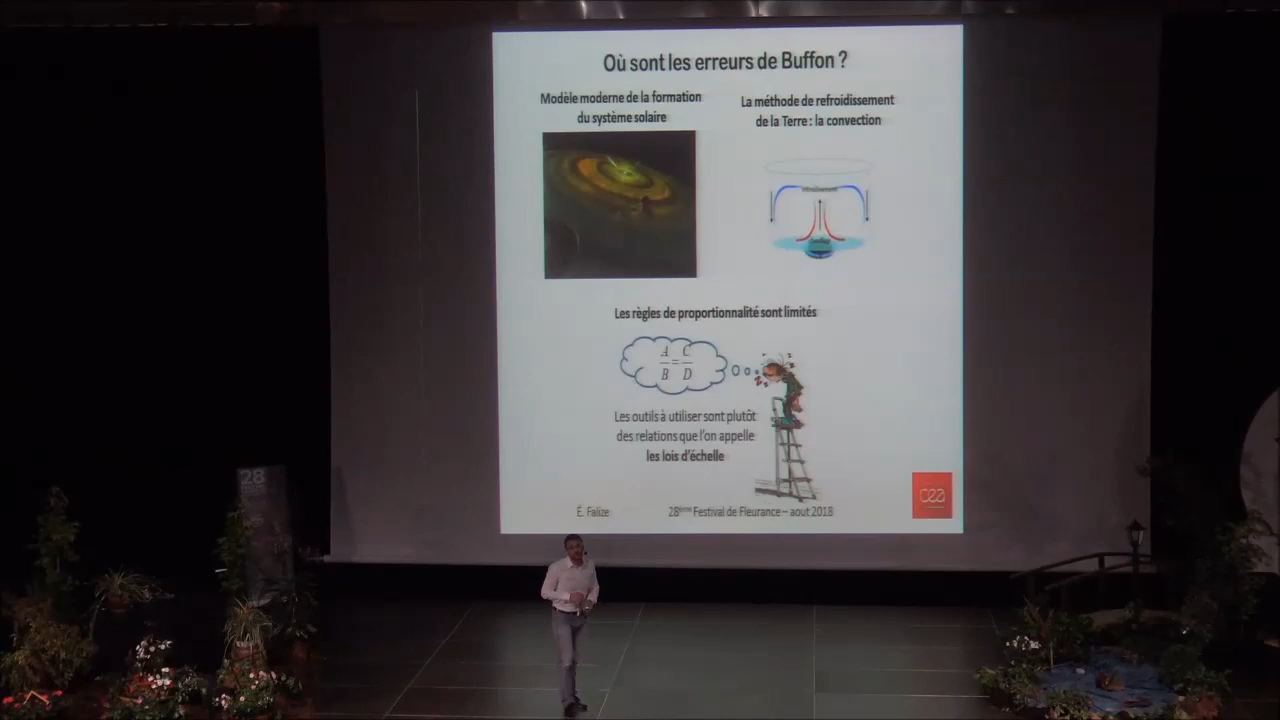 Où sont les erreurs de Buffon ?
Modèle moderne de la formation
du système solaire
La méthode de refroidissement
de la Terre : la convection
Les règles de proportionnalité sont limités
A C
B = D
Les outils à utiliser sont plutôt
des relations que l'on appelle
les lois d'échelle
cea
É. Falize
28ème Festival de Fleurance – aout 2018
28